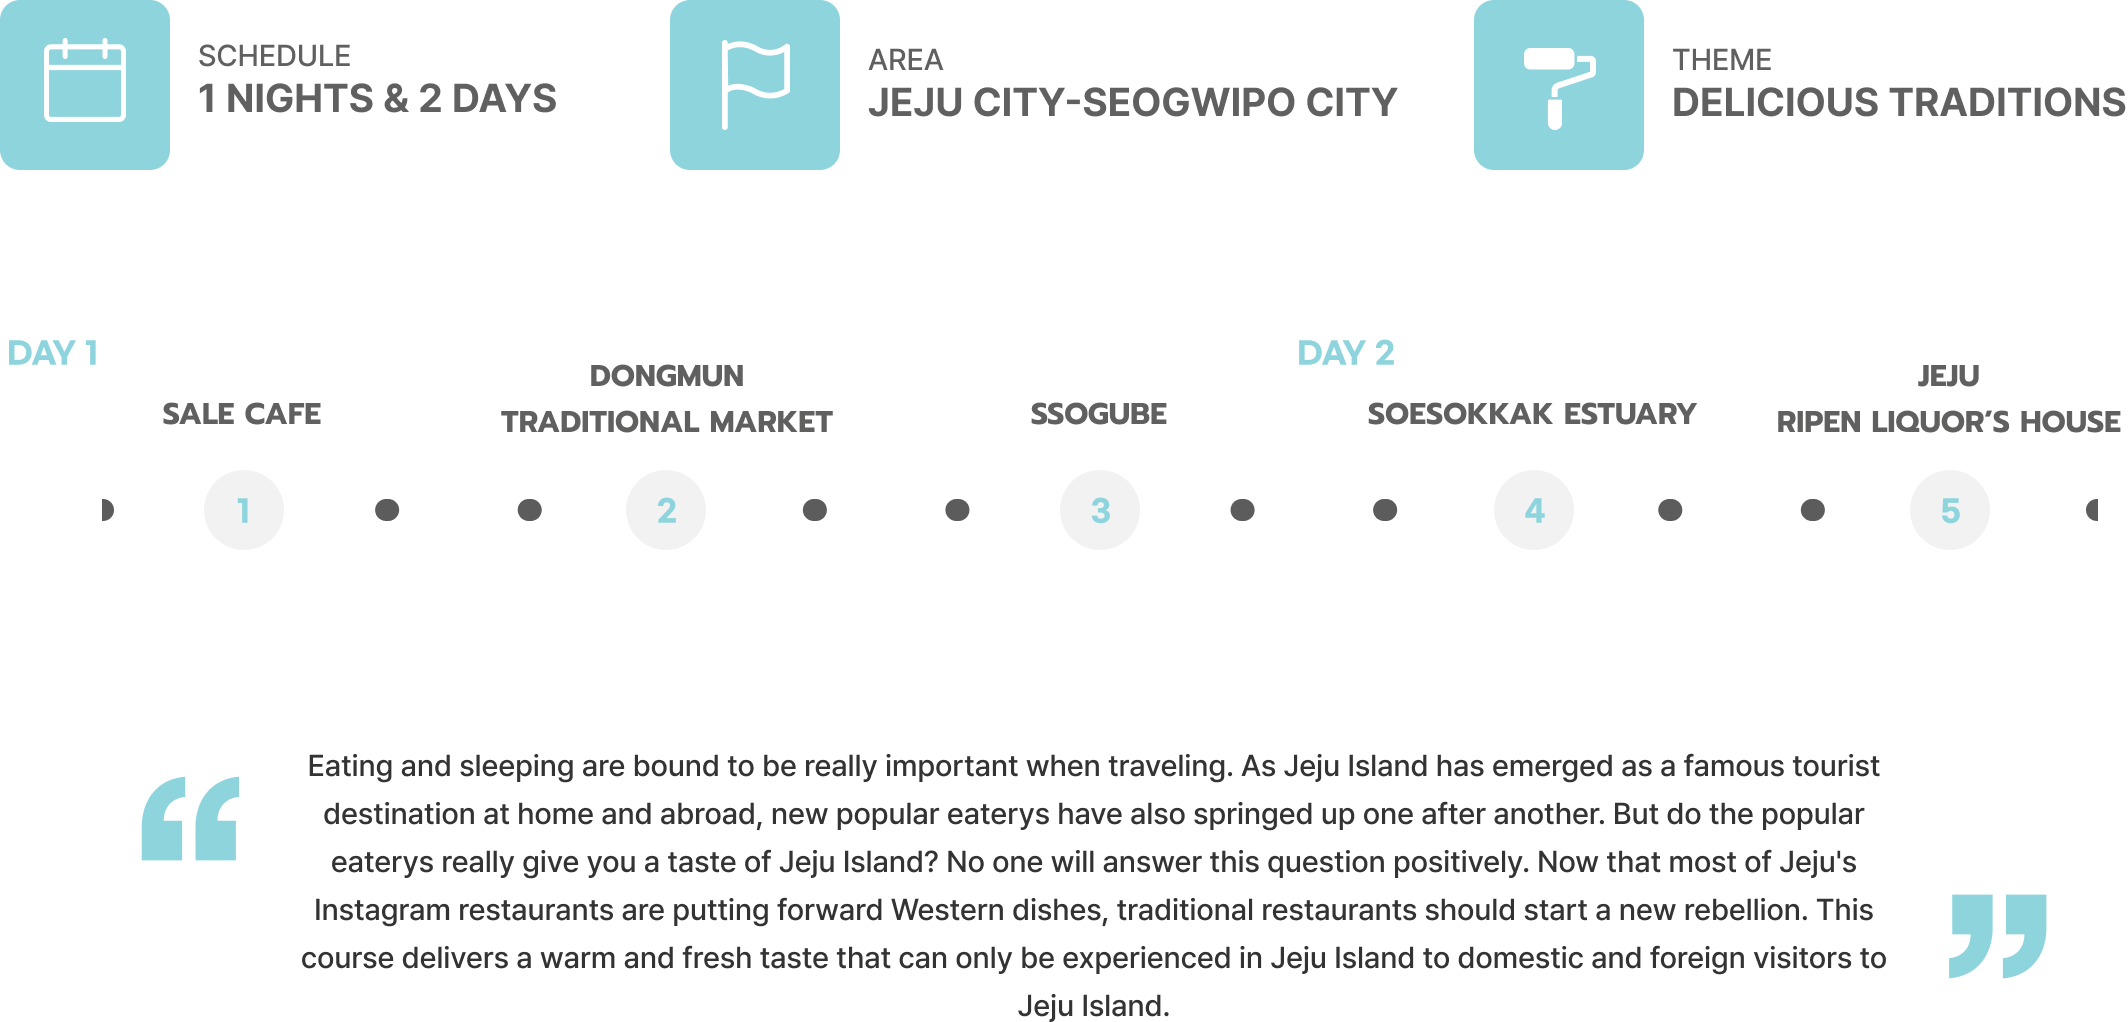 SCHEDULE
1 NIGHTS & 2 DAYS
AREA
JEJU CITY-SEOGWIPO CITY
THEME
DELICIOUS TRADITIONS
DAY 1
SALE CAFE
1
DONGMUN
TRADITIONAL MARKET
2
SSOGUBE
3
DAY 2
SOESOKKAK ESTUARY
4
JEJU
RIPEN LIQUOR’S HOUSE
5
“
Eating and sleeping are bound to be really important when traveling. As Jeju Island has emerged as a famous tourist
destination at home and abroad, new popular eaterys have also springed up one after another. But do the popular
eaterys really give you a taste of Jeju Island? No one will answer this question positively. Now that most of Jeju's
Instagram restaurants are putting forward Western dishes, traditional restaurants should start a new rebellion. This
course delivers a warm and fresh taste that can only be experienced in Jeju Island to domestic and foreign visitors to
Jeju Island.
”